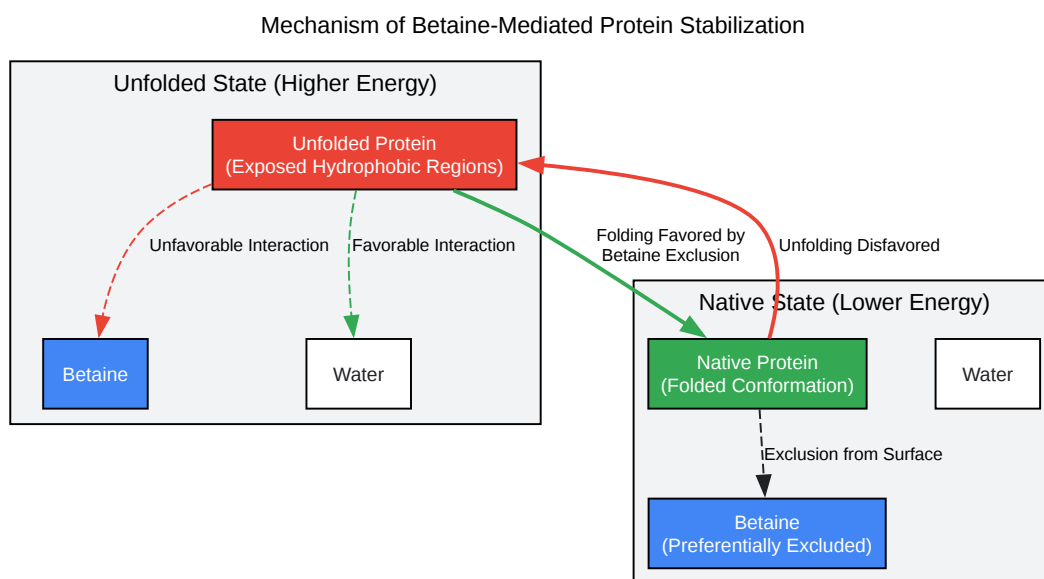 Mechanism of Betaine-Mediated Protein Stabilization
Unfolded State (Higher Energy)
Unfolded Protein
(Exposed Hydrophobic Regions)
Unfavorable Interaction
Favorable Interaction
Folding Favored by
Betaine Exclusion
Unfolding Disfavored
Betaine
Water
Native State (Lower Energy)
Native Protein
(Folded Conformation)
Water
Exclusion from Surface
Betaine
(Preferentially Excluded)